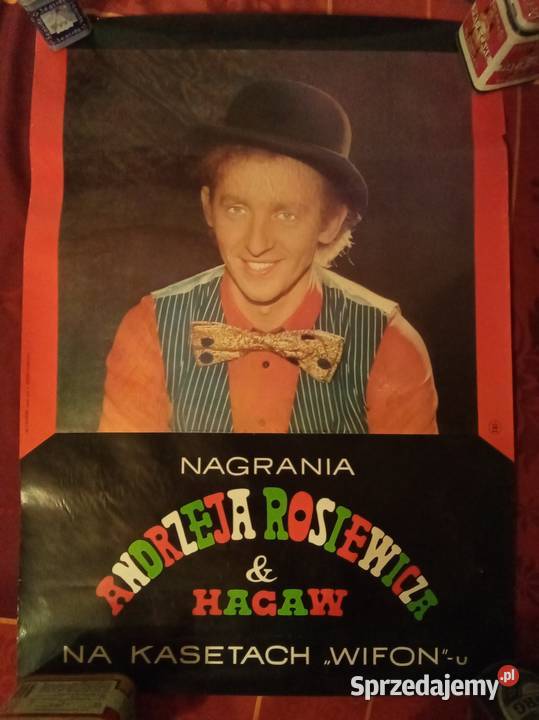 NAGRANIA
ANDRZEJA ROSIEWICZA
&
HAGAW
NA KASETACH „WIFON"-u
Sprzedajemy.pl